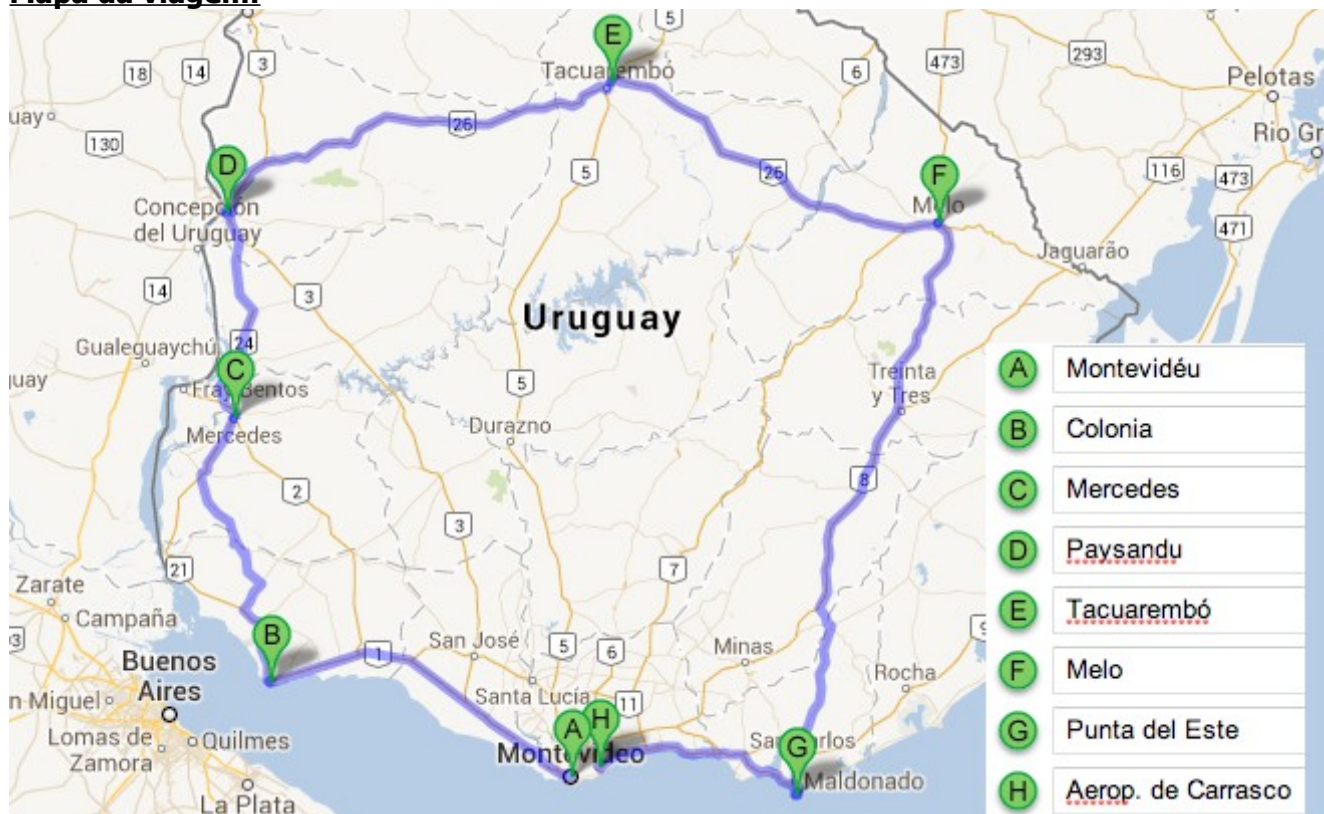 Mapa da viagem:
E
5
Tacuarembó
18
14
3
6
473
293
Pelotas
uay
26
Rio Gr
130
D
5
26
F
116
473
Concepción
del Uruguay
Melo
471
Jaguarão
14
3
Uruguay
Gualeguaychú
24
C
uay
Fray Bentos
5
Treinta
y Tres
Mercedes
Durazno
2
8
3
21
7
Zarate
Campaña
B
San José
5
6
Minas
Buenos
Aires
1
Rocha
n Miguel
Santa Lucía
11
A
H
Lomas de
Zamora
Quilmes
Montevideo
San Carlos
G
Maldonado
La Plata
A Montevidéu
B Colonia
C Mercedes
D Paysandu
E Tacuarembó
F Melo
G Punta del Este
H Aerop. de Carrasco